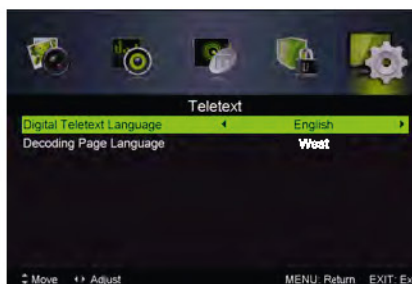 Teletext
Digital Teletext Language English
Decoding Page Language West
Move Adjust MENU: Return EXIT: Ex